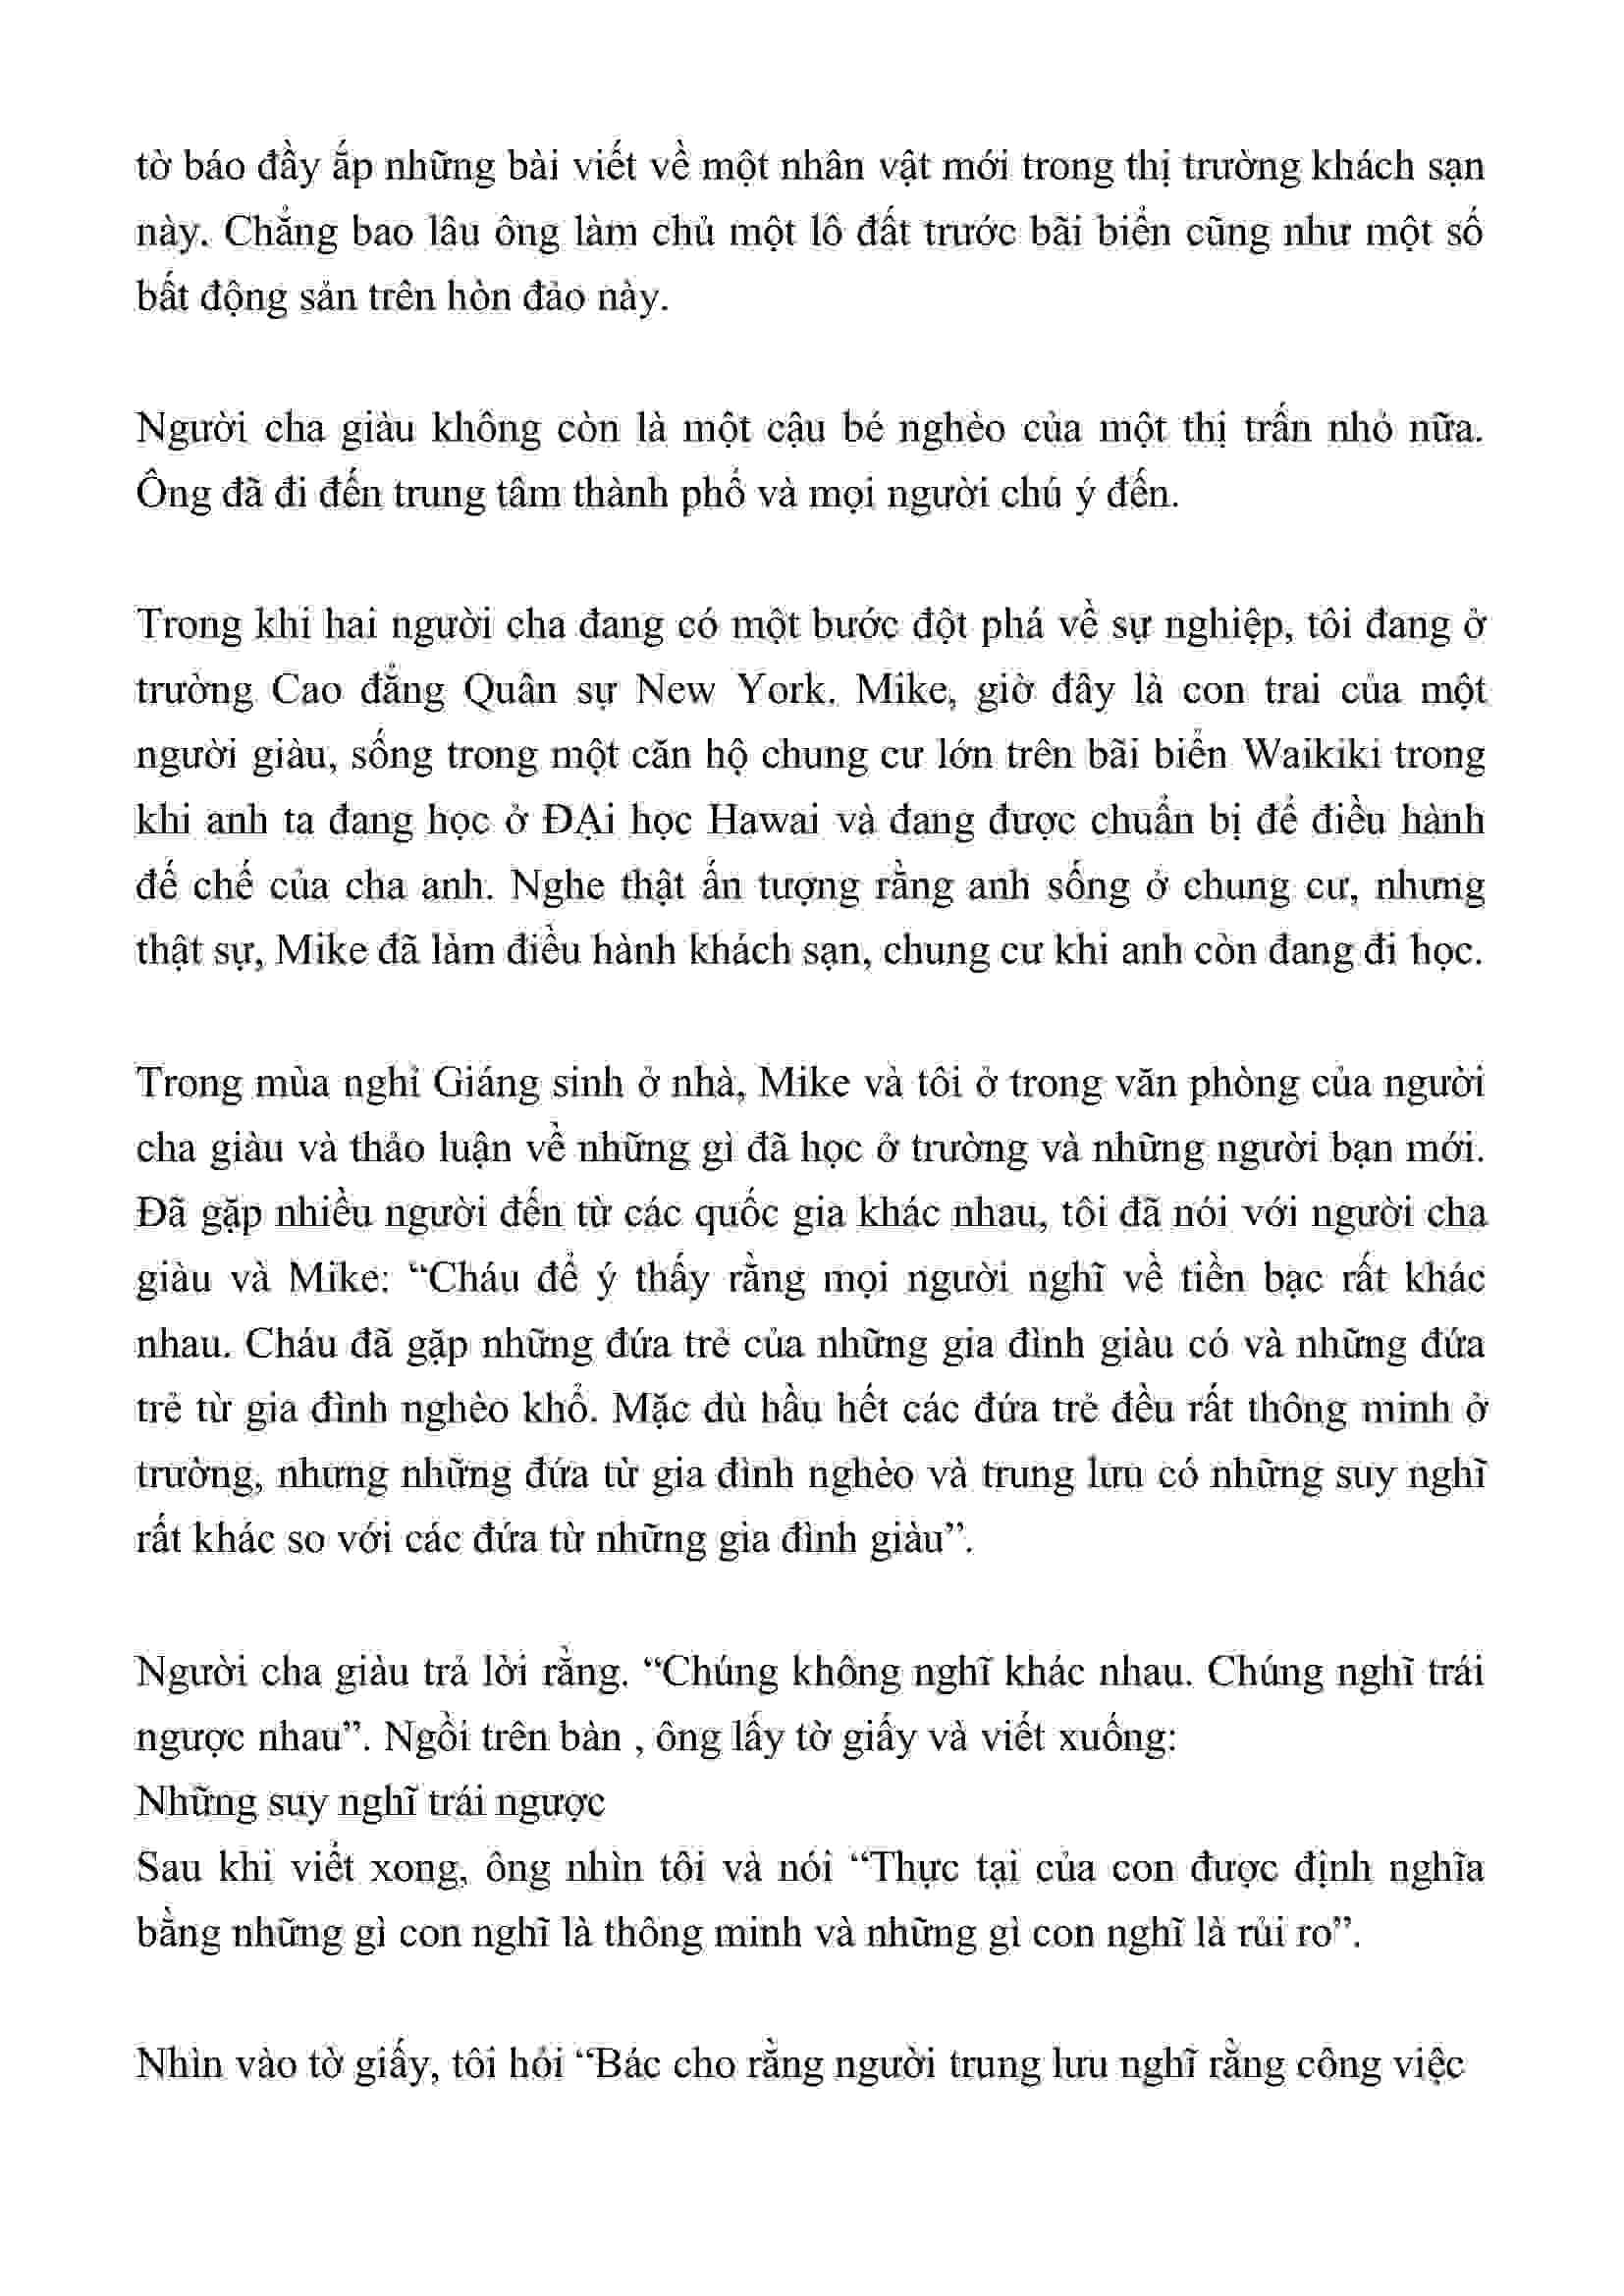 tờ báo đầy ắp những bài viết về một nhân vật mới trong thị trường khách sạn
này. Chẳng bao lâu ông làm chủ một lô đất trước bãi biển cũng như một số
bất động sản trên hòn đảo này.
Người cha giàu không còn là một cậu bé nghèo của một thị trấn nhỏ nữa.
Ông đã đi đến trung tâm thành phố và mọi người chú ý đến.
Trong khi hai người cha đang có một bước đột phá về sự nghiệp, tôi đang ở
trường Cao đẳng Quân sự New York. Mike, giờ đây là con trai của một
người giàu, sống trong một căn hộ chung cư lớn trên bãi biển Waikiki trong
khi anh ta đang học ở ĐẠi học Hawai và đang được chuẩn bị để điều hành
đế chế của cha anh. Nghe thật ấn tượng rằng anh sống ở chung cư, nhưng
thật sự, Mike đã làm điều hành khách sạn, chung cư khi anh còn đang đi học.
Trong mùa nghỉ Giáng sinh ở nhà, Mike và tôi ở trong văn phòng của người
cha giàu và thảo luận về những gì đã học ở trường và những người bạn mới.
Đã gặp nhiều người đến từ các quốc gia khác nhau, tôi đã nói với người cha
giàu và Mike: “Cháu để ý thấy rằng mọi người nghĩ về tiền bạc rất khác
nhau. Cháu đã gặp những đứa trẻ của những gia đình giàu có và những đứa
trẻ từ gia đình nghèo khổ. Mặc dù hầu hết các đứa trẻ đều rất thông minh ở
trường, nhưng những đứa từ gia đình nghèo và trung lưu có những suy nghĩ
rất khác so với các đứa từ những gia đình giàu”.
Người cha giàu trả lời rằng. “Chúng không nghĩ khác nhau. Chúng nghĩ trái
ngược nhau”. Ngồi trên bàn , ông lấy tờ giấy và viết xuống:
Những suy nghĩ trái ngược
Sau khi viết xong, ông nhìn tôi và nói “Thực tại của con được định nghĩa
bằng những gì con nghĩ là thông minh và những gì con nghĩ là rủi ro”.
Nhìn vào tờ giấy, tôi hỏi “Bác cho rằng người trung lưu nghĩ rằng công việc